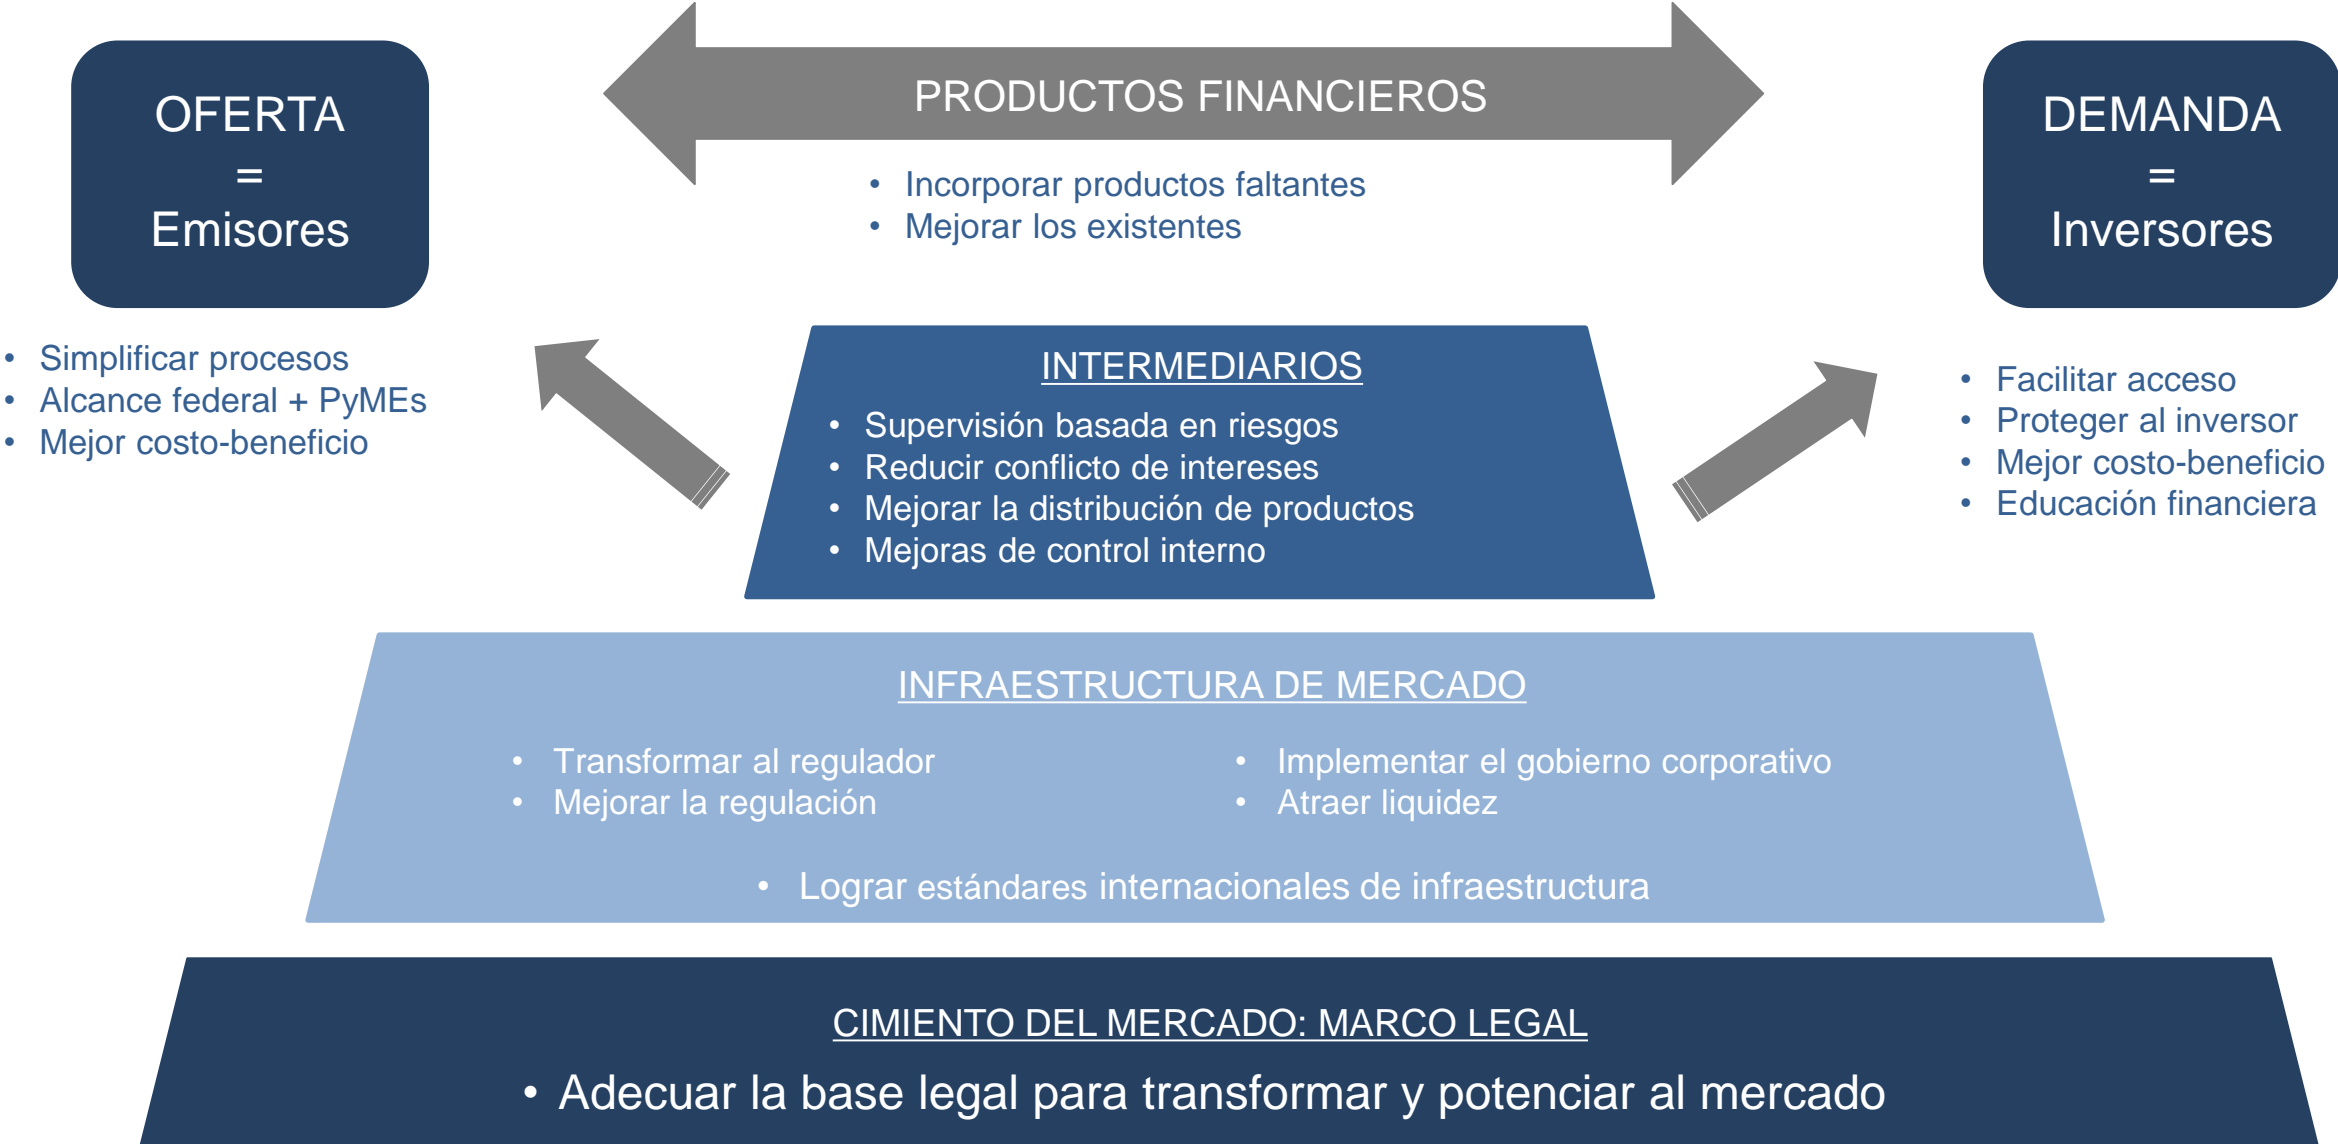 OFERTA
=
Emisores
• Simplificar procesos
• Alcance federal + PyMEs
• Mejor costo-beneficio
PRODUCTOS FINANCIEROS
• Incorporar productos faltantes
• Mejorar los existentes
DEMANDA
=
Inversores
• Facilitar acceso
• Proteger al inversor
• Mejor costo-beneficio
• Educación financiera
INTERMEDIARIOS
• Supervisión basada en riesgos
• Reducir conflicto de intereses
• Mejorar la distribución de productos
• Mejoras de control interno
INFRAESTRUCTURA DE MERCADO
• Transformar al regulador
• Mejorar la regulación
• Implementar el gobierno corporativo
• Atraer liquidez
• Lograr estándares internacionales de infraestructura
CIMIENTO DEL MERCADO: MARCO LEGAL
• Adecuar la base legal para transformar y potenciar al mercado